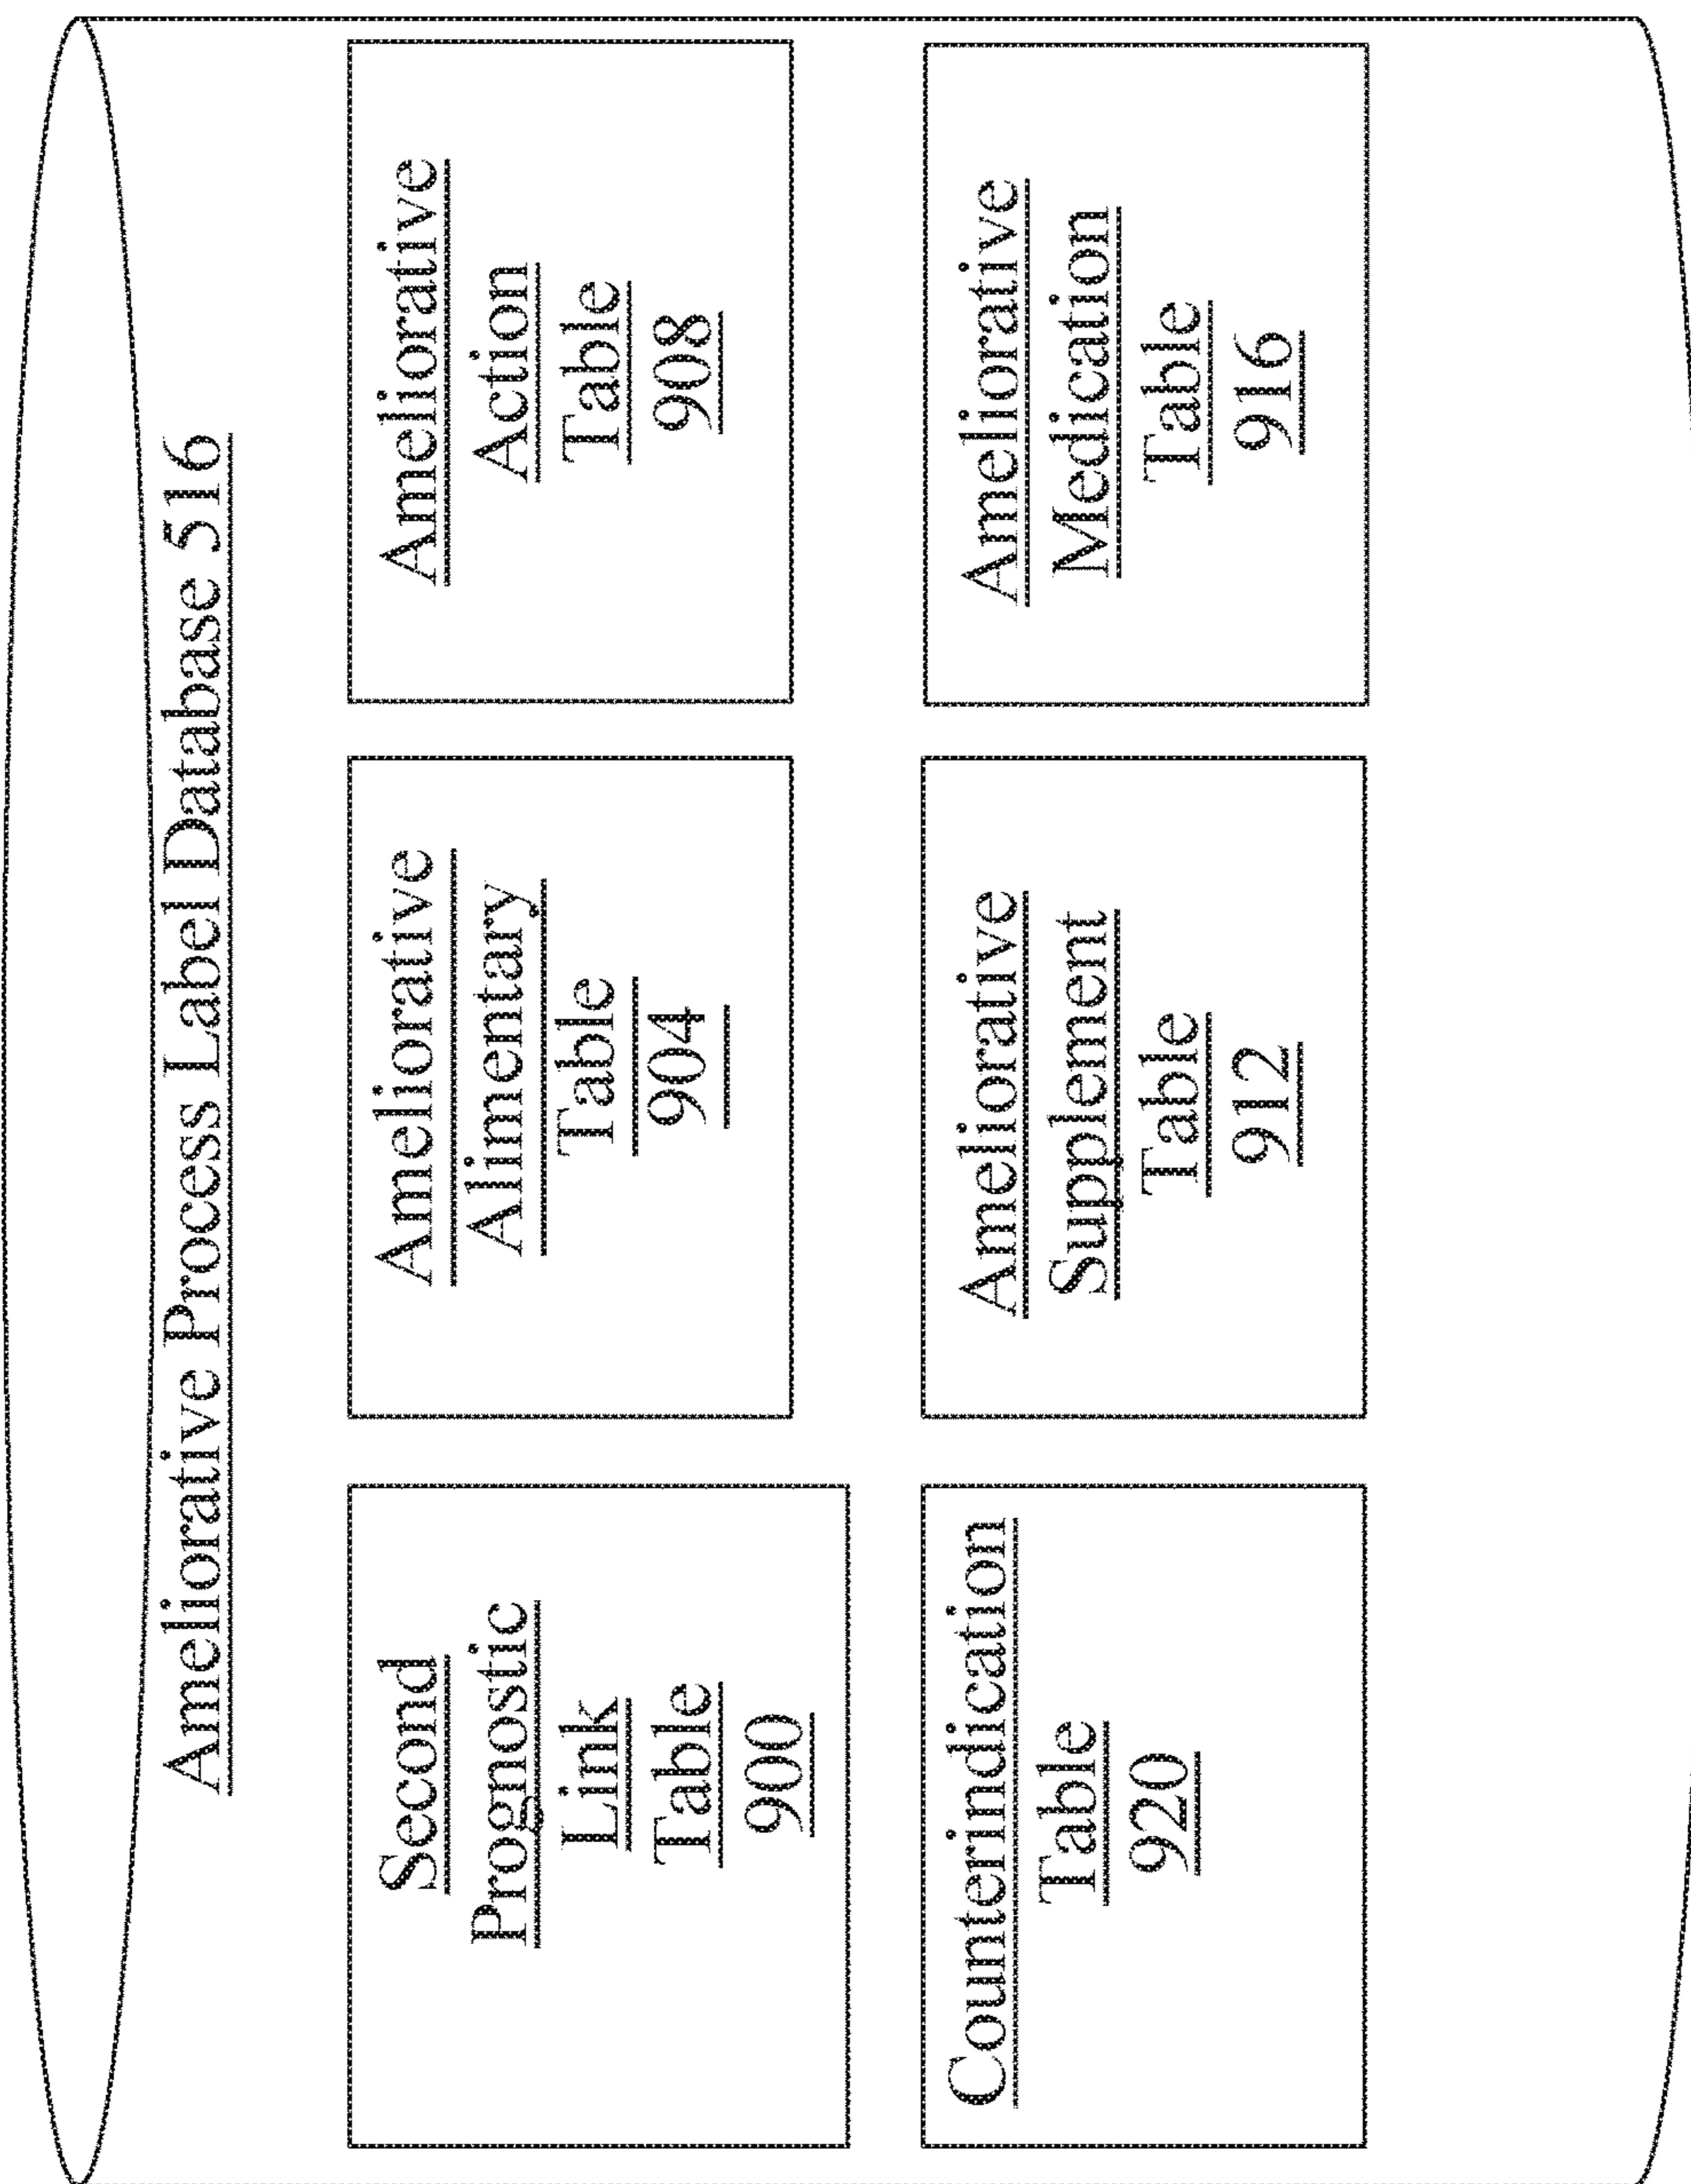 Ameliorative Process Label Database 516
Second
Prognostic
Link
Table
900
Ameliorative
Alimentary
Table
904
Ameliorative
Action
Table
908
Counterindication
Table
920
Ameliorative
Supplement
Table
912
Ameliorative
Medication
Table
916